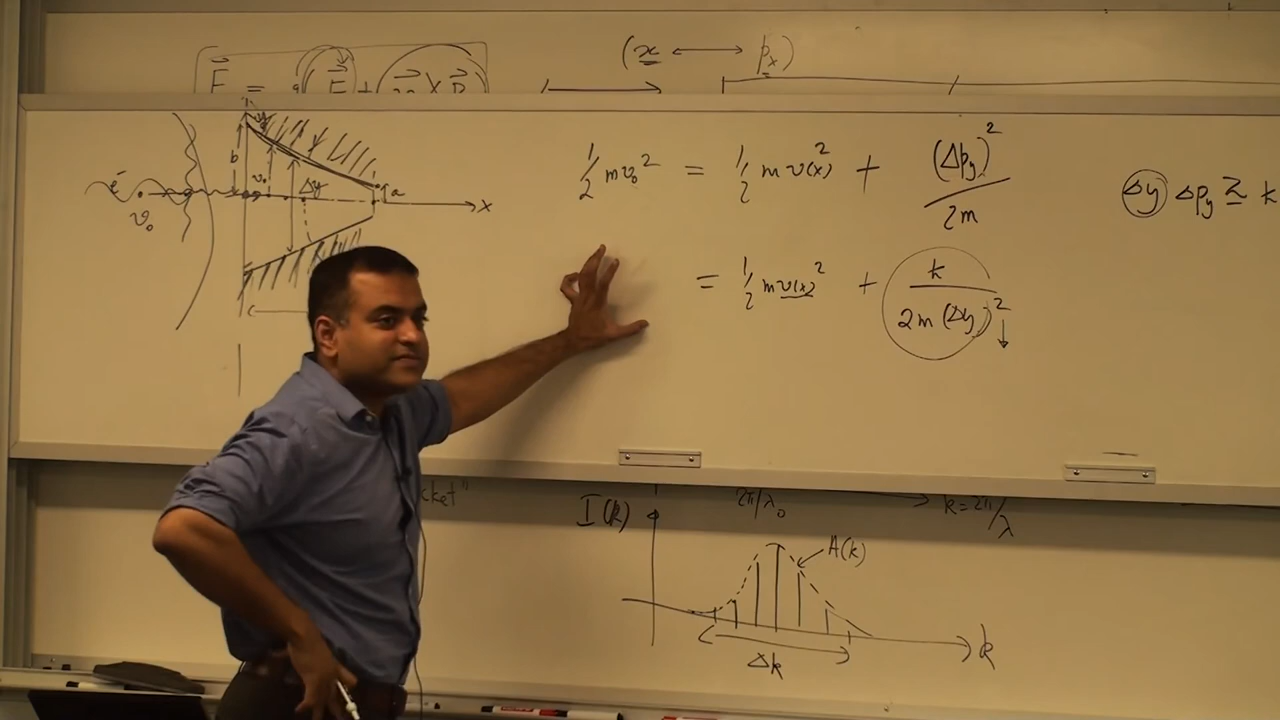 (x ⟷ pₓ)
F⃗ = q(E⃗ +
b
v₀
Δy
a
x
e⁻
v₀
½ mv₀² = ½ mv(x)² + (Δp_y)² / 2m
Δy Δp_y ≳ k
= ½ mv(x)² + k / 2m(Δy)² ↓
cket"
I(k)
2π/λ₀
k = 2π/λ
A(k)
Δk
k